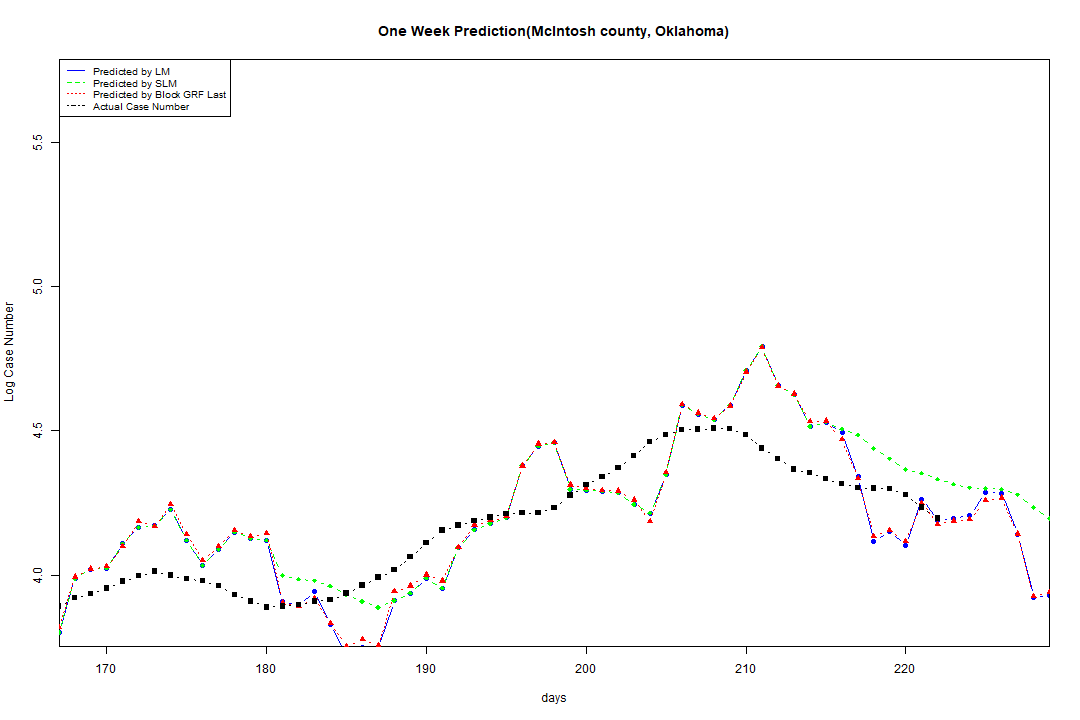 One Week Prediction(McIntosh county, Oklahoma)
Predicted by LM
Predicted by SLM
Predicted by Block GRF Last
Actual Case Number
Log Case Number
5.5
5.0
4.5
4.0
170 180 190 200 210 220
days